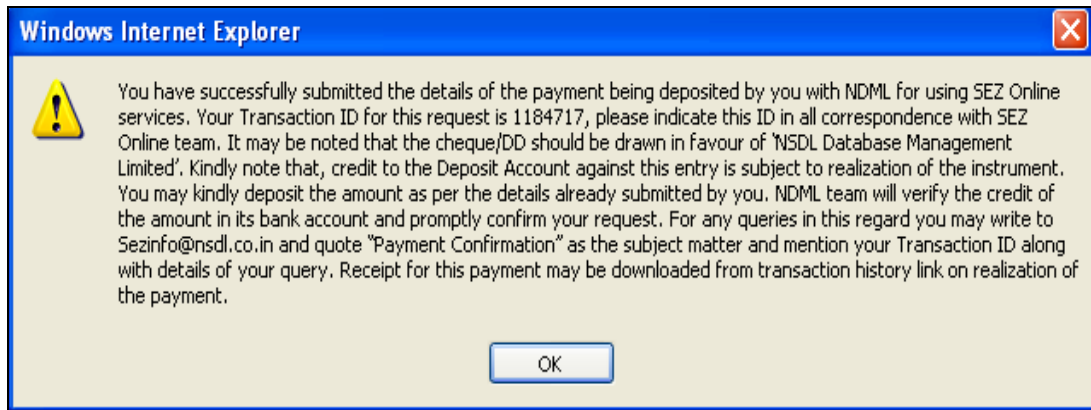 Windows Internet Explorer
You have successfully submitted the details of the payment being deposited by you with NDML for using SEZ Online
services. Your Transaction ID for this request is 1184717, please indicate this ID in all correspondence with SEZ
Online team. It may be noted that the cheque/DD should be drawn in favour of 'NSDL Database Management
Limited'. Kindly note that, credit to the Deposit Account against this entry is subject to realization of the instrument.
You may kindly deposit the amount as per the details already submitted by you. NDML team will verify the credit of
the amount in its bank account and promptly confirm your request. For any queries in this regard you may write to
Sezinfo@nsdl.co.in and quote "Payment Confirmation" as the subject matter and mention your Transaction ID along
with details of your query. Receipt for this payment may be downloaded from transaction history link on realization of
the payment.
OK